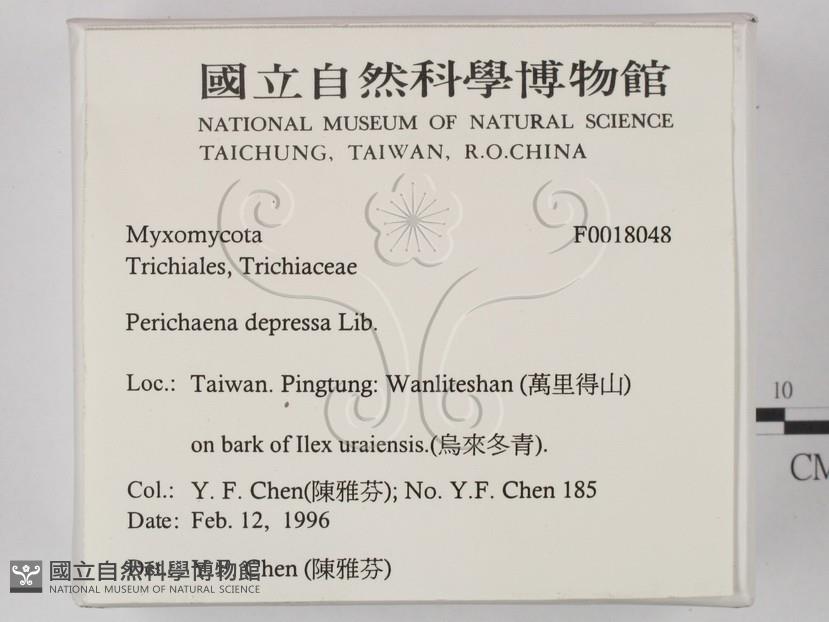 國立自然科學博物館
NATIONAL MUSEUM OF NATURAL SCIENCE
TAICHUNG, TAIWAN, R.O.CHINA
Myxomycota F0018048
Trichiales, Trichiaceae
Perichaena depressa Lib.
Loc.: Taiwan. Pingtung: Wanliteshan (萬里得山)
on bark of Ilex uraiensis.(烏來冬青).
Col.: Y. F. Chen(陳雅芬); No. Y.F. Chen 185
Date: Feb. 12, 1996
Chen (陳雅芬)
國立自然科學博物館
NATIONAL MUSEUM OF NATURAL SCIENCE
10
CM